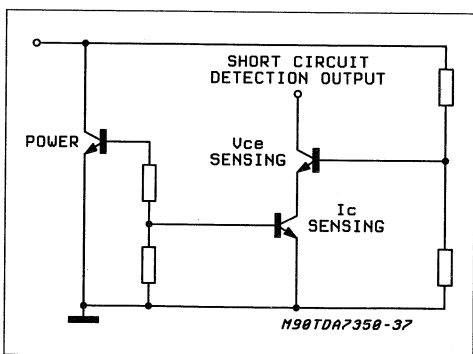 SHORT CIRCUIT
DETECTION OUTPUT
POWER
Vce
SENSING
Ic
SENSING
M90TDA7350-37